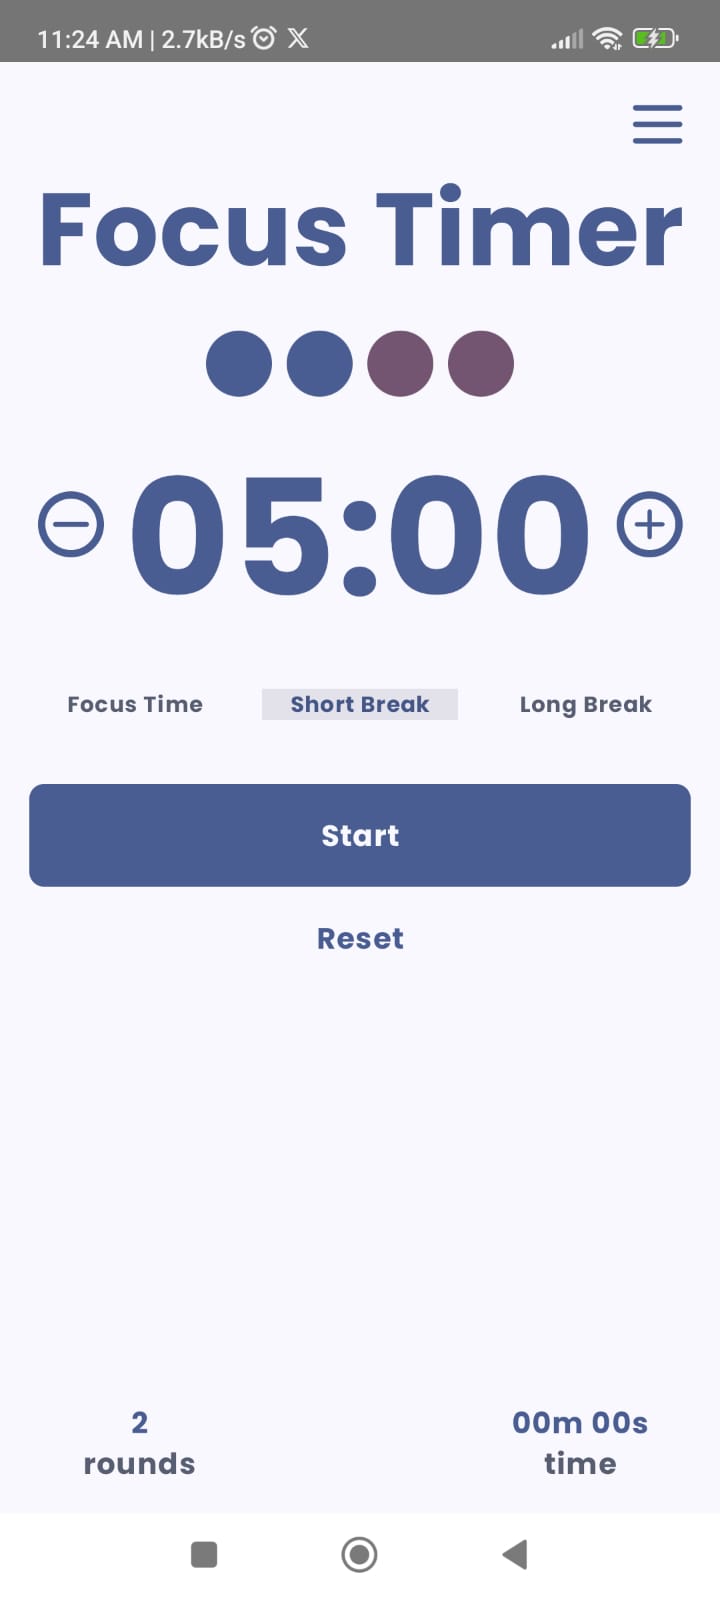 11:24 AM | 2.7kB/s
Focus Timer
05:00
Focus Time Short Break Long Break
Start
Reset
2 00m 00s
rounds time